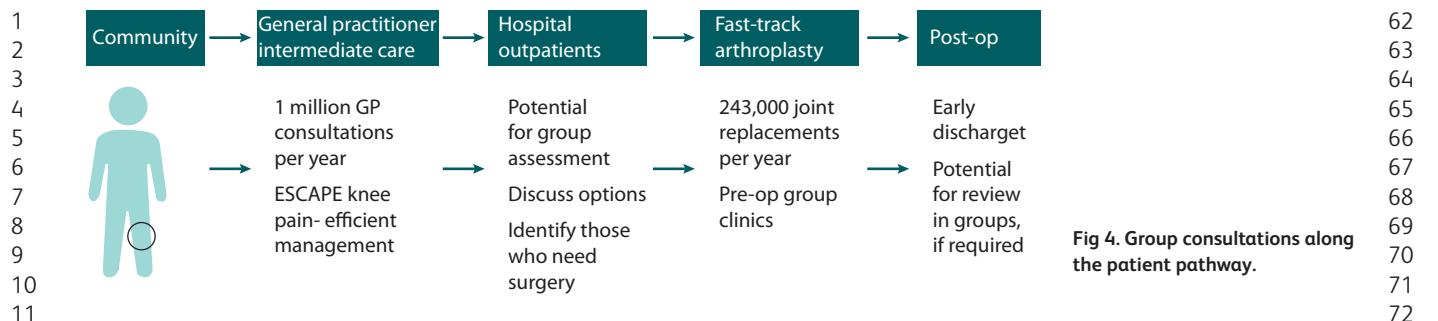 1
2
3
4
5
6
7
8
9
10
11
Community
General practitioner
intermediate care
Hospital
outpatients
Fast-track
arthroplasty
Post-op
1 million GP
consultations
per year
ESCAPE knee
pain- efficient
management
Potential
for group
assessment
Discuss options
Identify those
who need
surgery
243,000 joint
replacements
per year
Pre-op group
clinics
Early
discharget
Potential
for review
in groups,
if required
Fig 4. Group consultations along
the patient pathway.
62
63
64
65
66
67
68
69
70
71
72